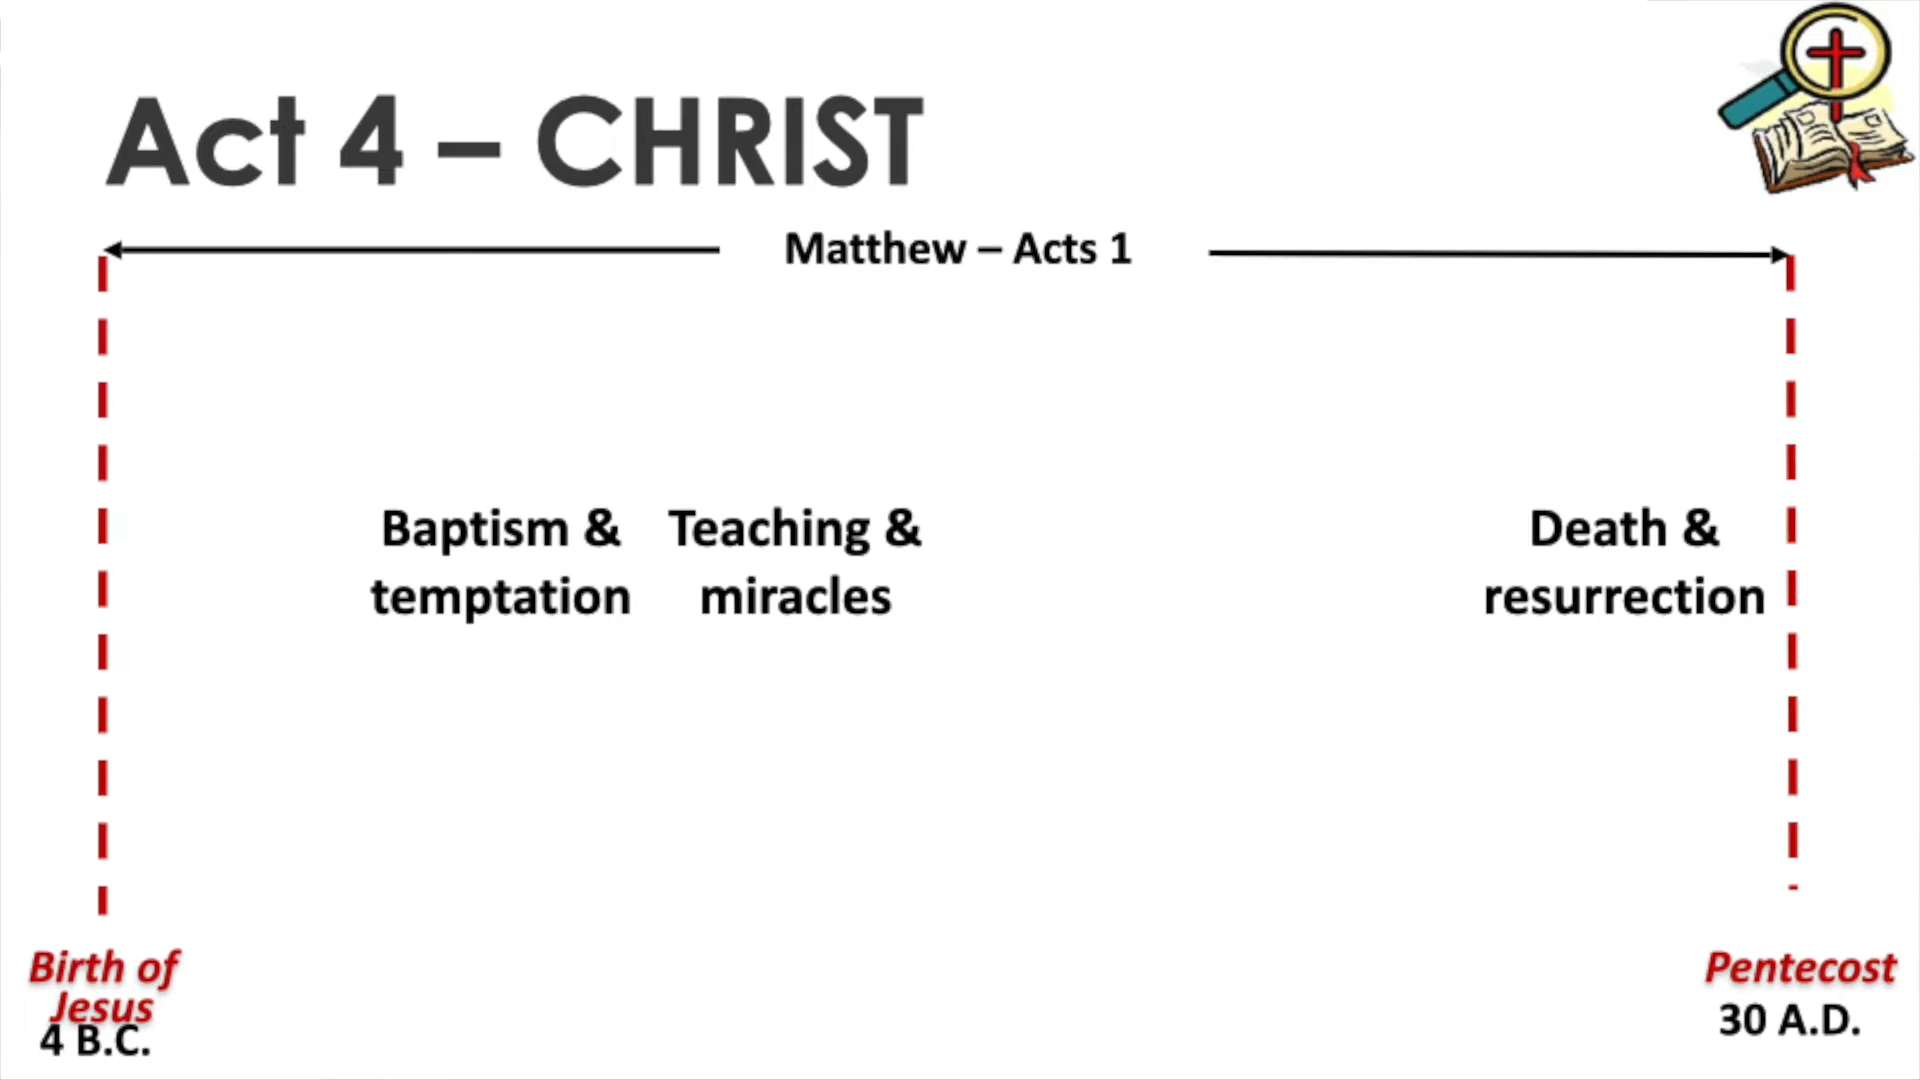 Act 4 – CHRIST
Matthew – Acts 1
Baptism &
temptation
Teaching &
miracles
Death &
resurrection
Birth of
Jesus
4 B.C.
Pentecost
30 A.D.